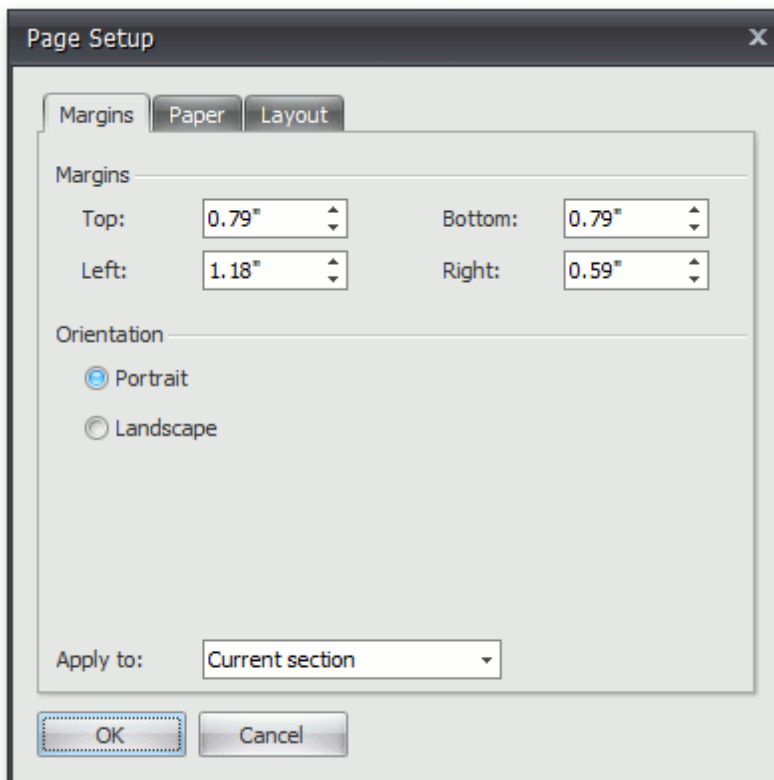 Page Setup
Margins Paper Layout
Margins
Top: 0.79" Bottom: 0.79"
Left: 1.18" Right: 0.59"
Orientation
Portrait
Landscape
Apply to: Current section
OK Cancel